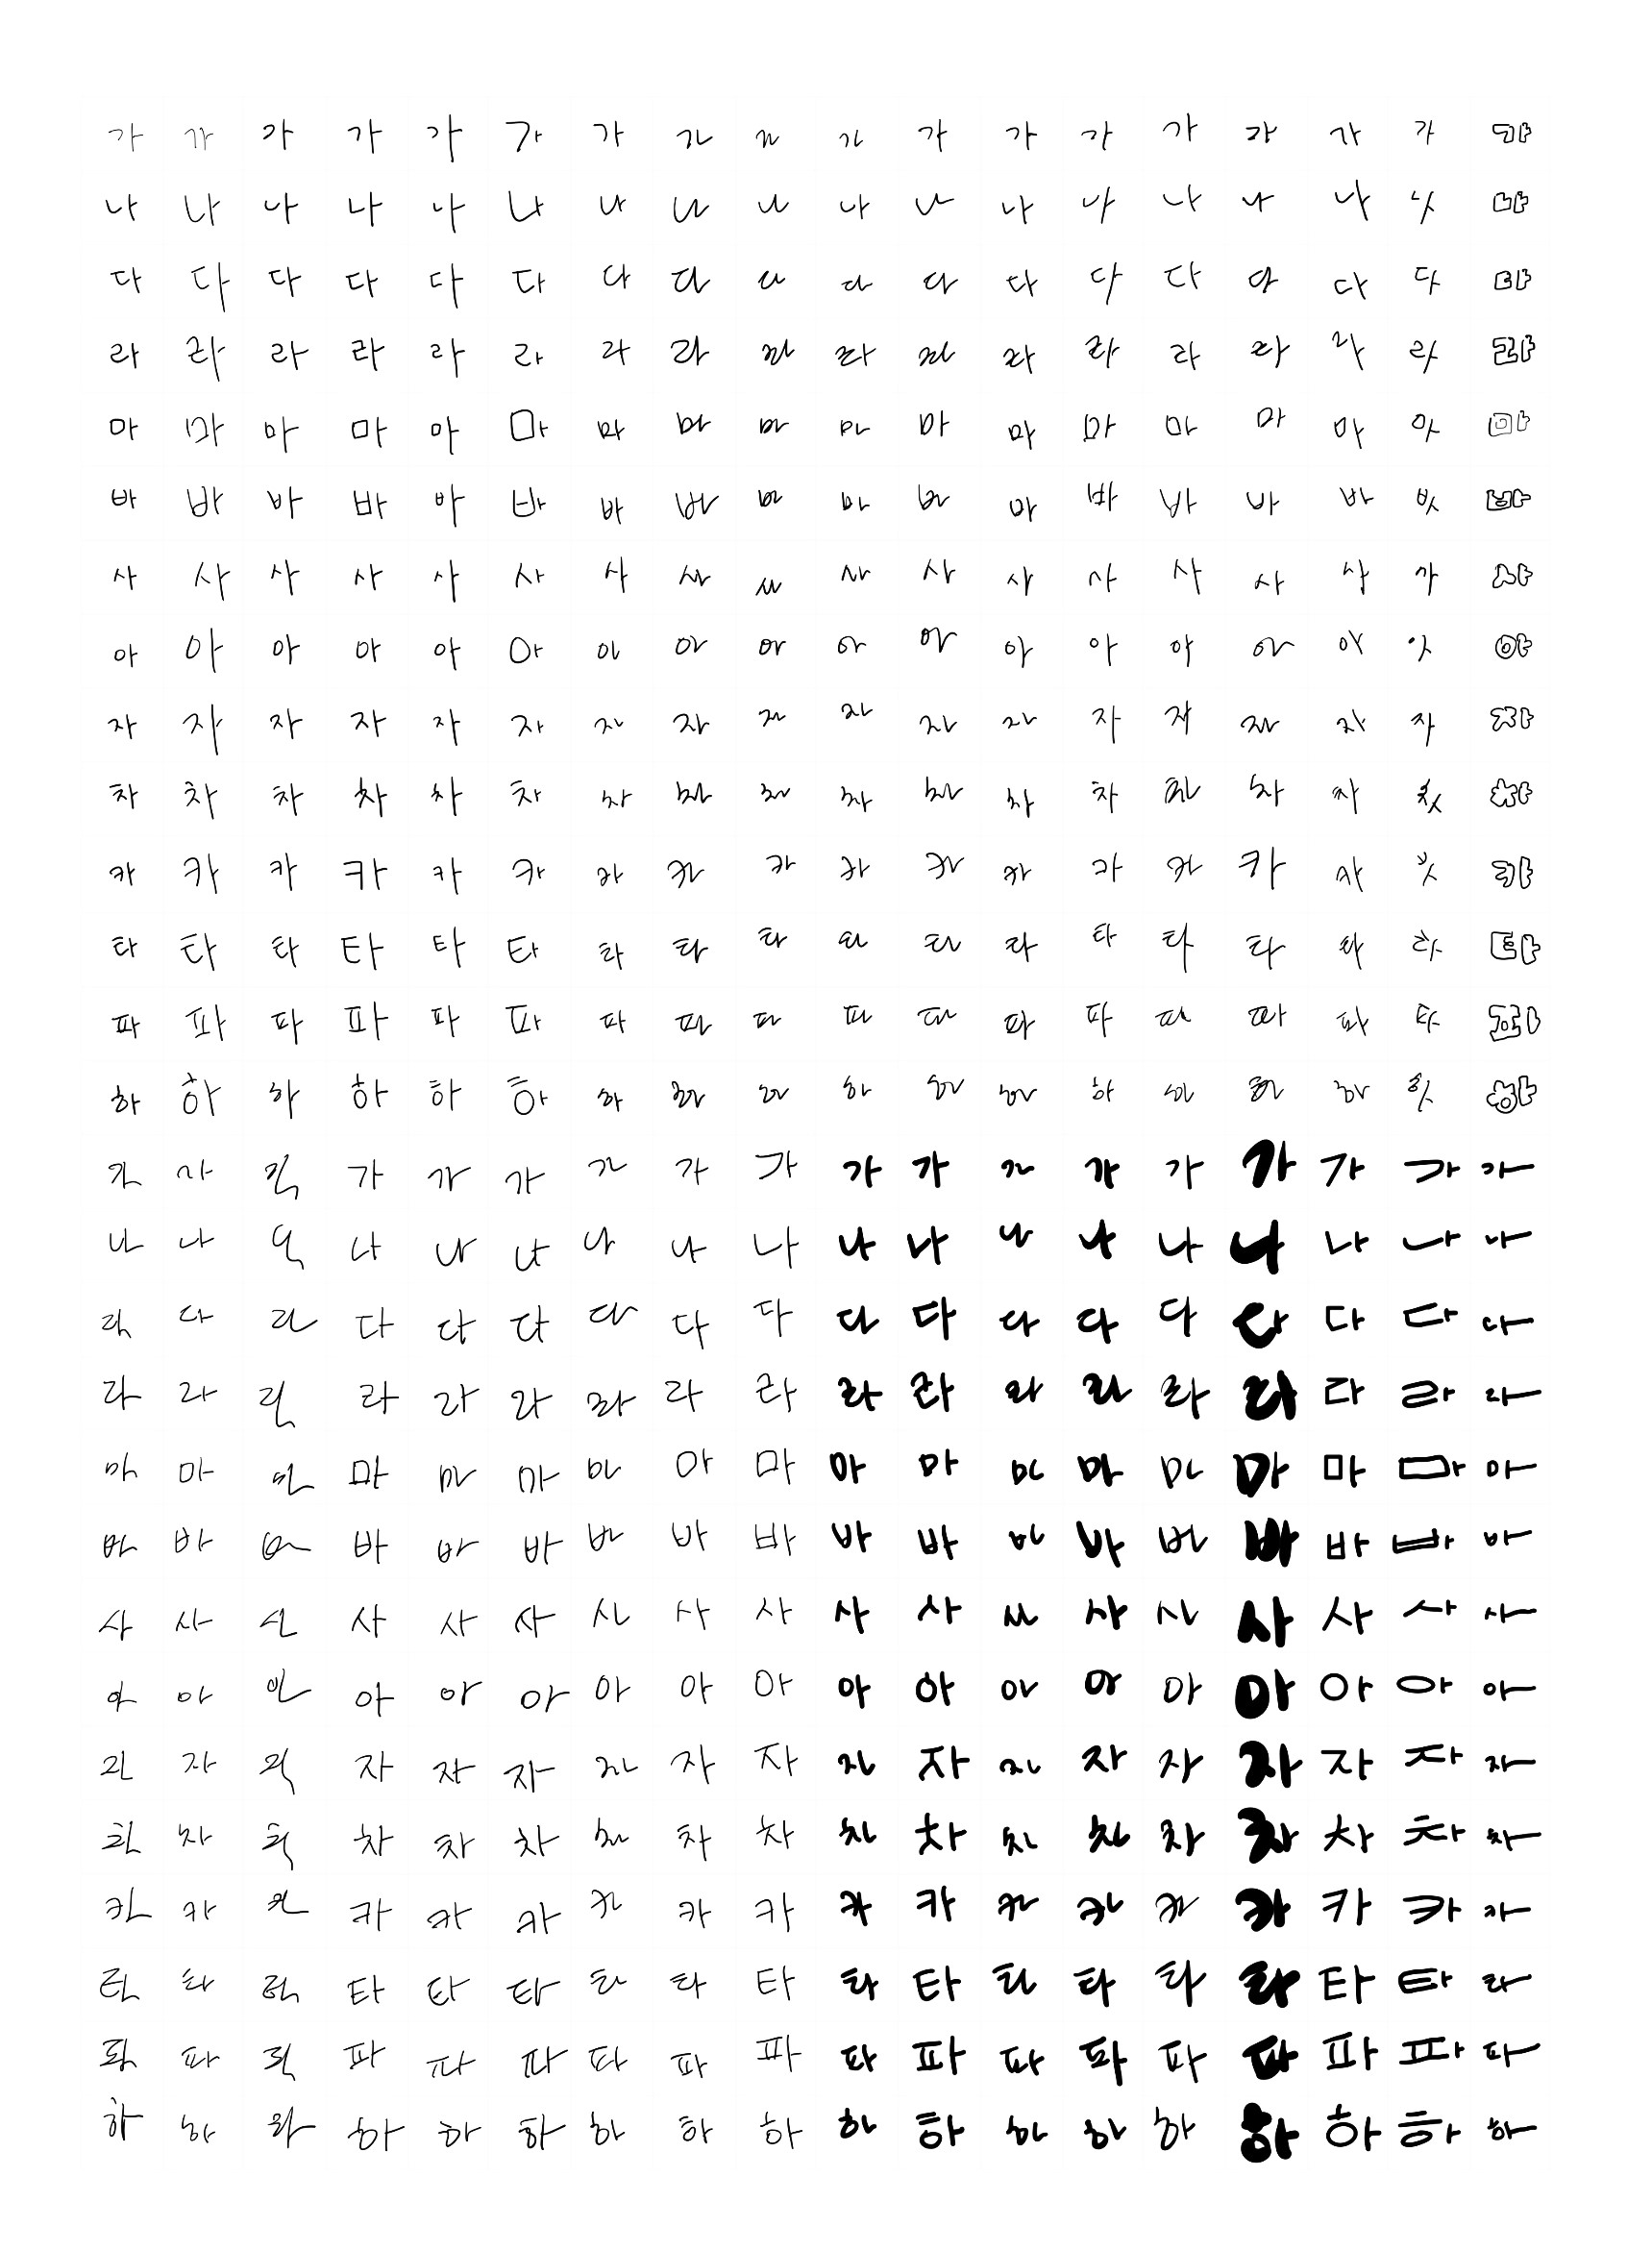 가 가 가 가 가 가 가 가 가 가 가 가 가 가 가 가 가 가
나 나 나 나 나 나 나 나 나 나 나 나 나 나 나 나 나 나
다 다 다 다 다 다 다 다 다 다 다 다 다 다 다 다 다 다
라 라 라 라 라 라 라 라 라 라 라 라 라 라 라 라 라 라
마 마 마 마 마 마 마 마 마 마 마 마 마 마 마 마 마 마
바 바 바 바 바 바 바 바 바 바 바 바 바 바 바 바 바 바
사 사 사 사 사 사 사 사 사 사 사 사 사 사 사 사 사 사
아 아 아 아 아 아 아 아 아 아 아 아 아 아 아 아 아 아
자 자 자 자 자 자 자 자 자 자 자 자 자 자 자 자 자 자
차 차 차 차 차 차 차 차 차 차 차 차 차 차 차 차 차 차
카 카 카 카 카 카 카 카 카 카 카 카 카 카 카 카 카 카
타 타 타 타 타 타 타 타 타 타 타 타 타 타 타 타 타 타
파 파 파 파 파 파 파 파 파 파 파 파 파 파 파 파 파 파
하 하 하 하 하 하 하 하 하 하 하 하 하 하 하 하 하 하
가 가 가 가 가 가 가 가 가 가 가 가 가 가 가 가 가 가
나 나 나 나 나 나 나 나 나 나 나 나 나 나 나 나 나 나
다 다 다 다 다 다 다 다 다 다 다 다 다 다 다 다 다 다
라 라 라 라 라 라 라 라 라 라 라 라 라 라 라 라 라 라
마 마 마 마 마 마 마 마 마 마 마 마 마 마 마 마 마 마
바 바 바 바 바 바 바 바 바 바 바 바 바 바 바 바 바 바
사 사 사 사 사 사 사 사 사 사 사 사 사 사 사 사 사 사
아 아 아 아 아 아 아 아 아 아 아 아 아 아 아 아 아 아
자 자 자 자 자 자 자 자 자 자 자 자 자 자 자 자 자 자
차 차 차 차 차 차 차 차 차 차 차 차 차 차 차 차 차 차
카 카 카 카 카 카 카 카 카 카 카 카 카 카 카 카 카 카
타 타 타 타 타 타 타 타 타 타 타 타 타 타 타 타 타 타
파 파 파 파 파 파 파 파 파 파 파 파 파 파 파 파 파 파
하 하 하 하 하 하 하 하 하 하 하 하 하 하 하 하 하 하